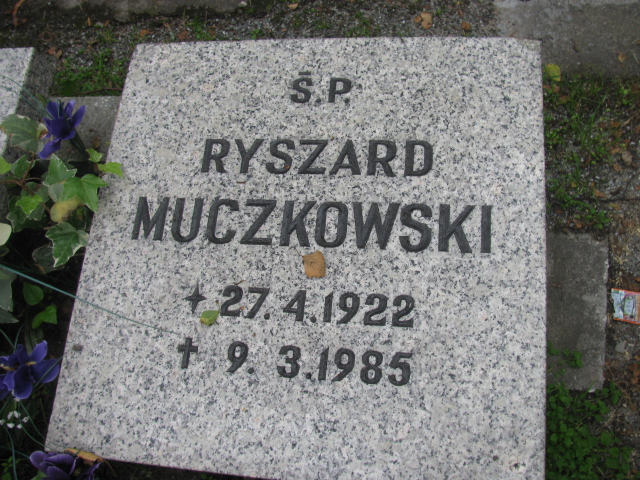 Ś.P.
RYSZARD
MUCZKOWSKI
27.4.1922
† 9.3.1985